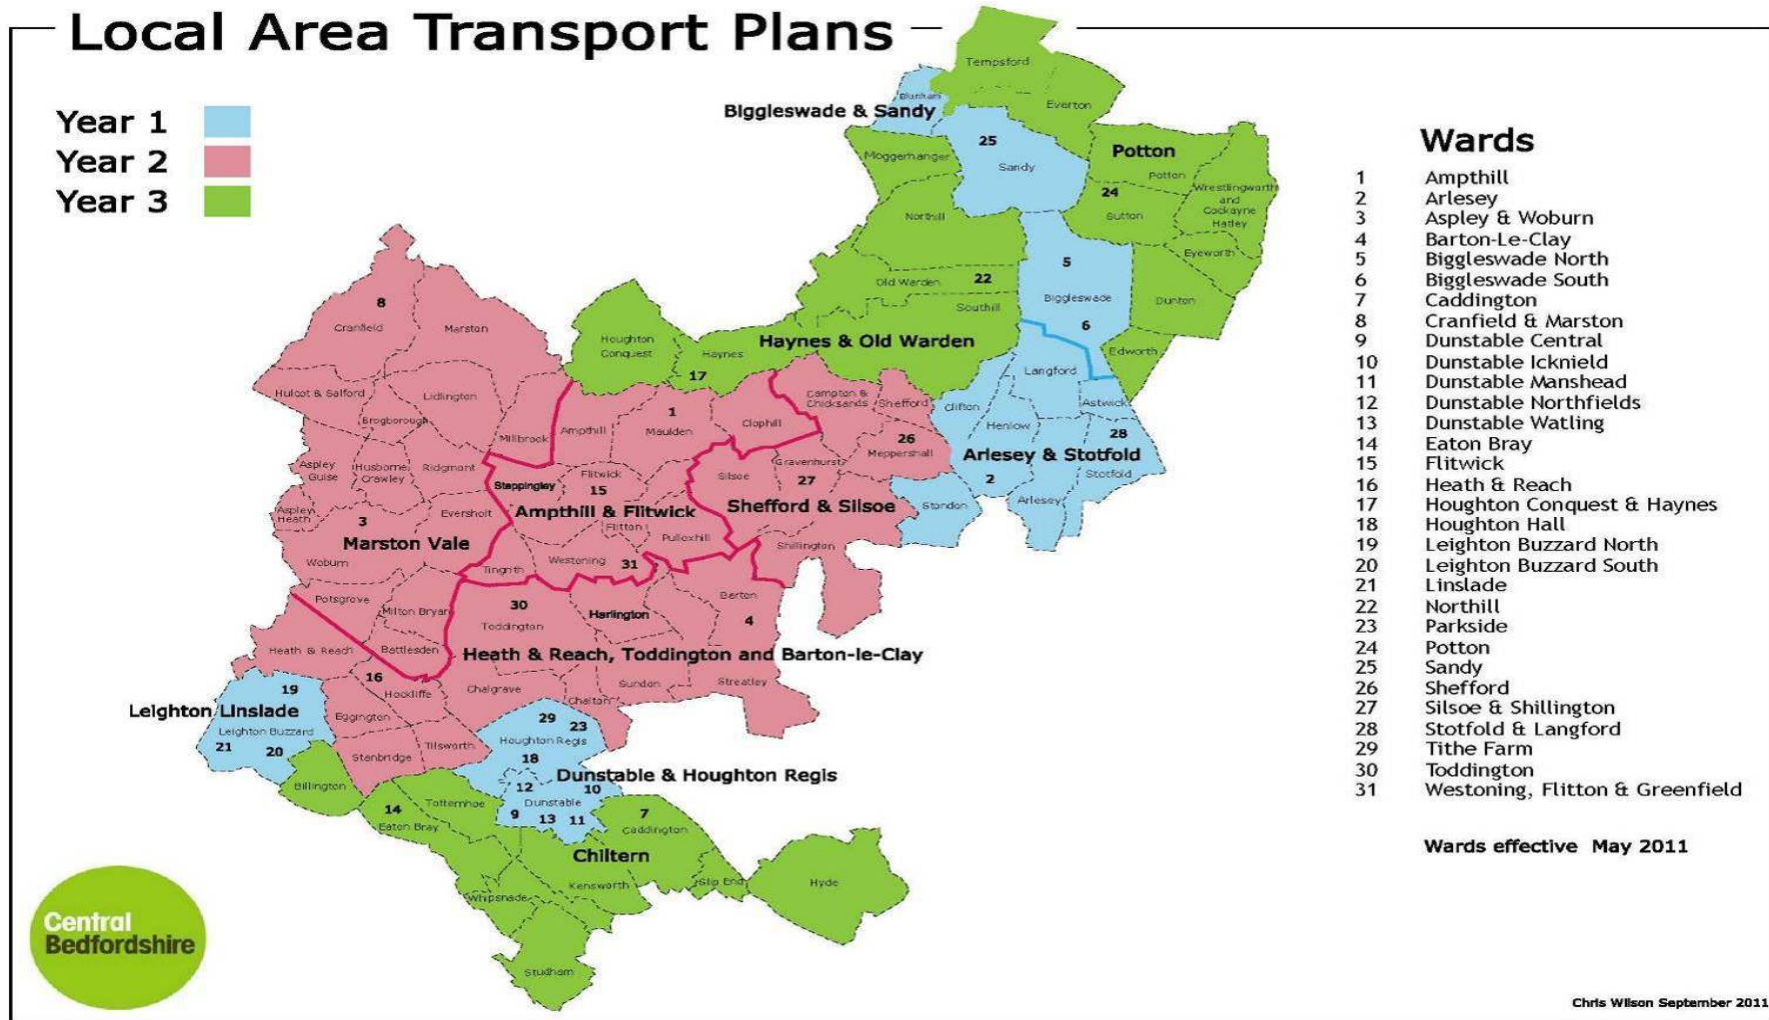 Local Area Transport Plans
Year 1
Year 2
Year 3
Tempsford
Blunham
Everton
Biggleswade & Sandy
25
Sandy
Moggerhanger
Potton
Potton
24
Sutton
Wrestlingworth
and
Cockayne
Hatley
Northill
Eyeworth
5
Old Warden
22
Biggleswade
Dunton
Southill
6
8
Cranfield
Marston
Houghton
Conquest
Haynes
17
Haynes & Old Warden
Edworth
Langford
Hulcot & Salford
Lidlington
Brogborough
Millbrook
Ampthill
1
Maulden
Clophill
Campton &
Chicksands
Shefford
Clifton
Astwick
Henlow
28
26
Meppershall
Arlesey & Stotfold
Aspley
Guise
Husborne
Crawley
Ridgmont
Steppingley
Flitwick
15
Silsoe
Gravenhurst
27
2
Stotfold
Stondon
Arlesey
Aspley
Heath
3
Eversholt
Ampthill & Flitwick
Shefford & Silsoe
Flitton
Pulloxhill
Marston Vale
Woburn
Tingrith
Westoning
31
Shillington
Potsgrove
Milton Bryan
30
Toddington
Harlington
Barton
4
Heath & Reach
Battlesden
Heath & Reach, Toddington and Barton-le-Clay
16
Hockliffe
Chalgrave
Chalton
Sundon
Streatley
19
Leighton Linslade
Leighton Buzzard
21
20
Eggington
Stanbridge
Tilsworth
29
23
Houghton Regis
18
Dunstable & Houghton Regis
Billington
12
10
Dunstable
9
13
11
14
Totternhoe
Eaton Bray
7
Caddington
Chiltern
Kensworth
Whipsnade
Slip End
Hyde
Studham
Wards
1 Ampthill
2 Arlesey
3 Aspley & Woburn
4 Barton-Le-Clay
5 Biggleswade North
6 Biggleswade South
7 Caddington
8 Cranfield & Marston
9 Dunstable Central
10 Dunstable Icknield
11 Dunstable Manshead
12 Dunstable Northfields
13 Dunstable Watling
14 Eaton Bray
15 Flitwick
16 Heath & Reach
17 Houghton Conquest & Haynes
18 Houghton Hall
19 Leighton Buzzard North
20 Leighton Buzzard South
21 Linslade
22 Northill
23 Parkside
24 Potton
25 Sandy
26 Shefford
27 Silsoe & Shillington
28 Stotfold & Langford
29 Tithe Farm
30 Toddington
31 Westoning, Flitton & Greenfield
Wards effective May 2011
Central
Bedfordshire
Chris Wilson September 2011